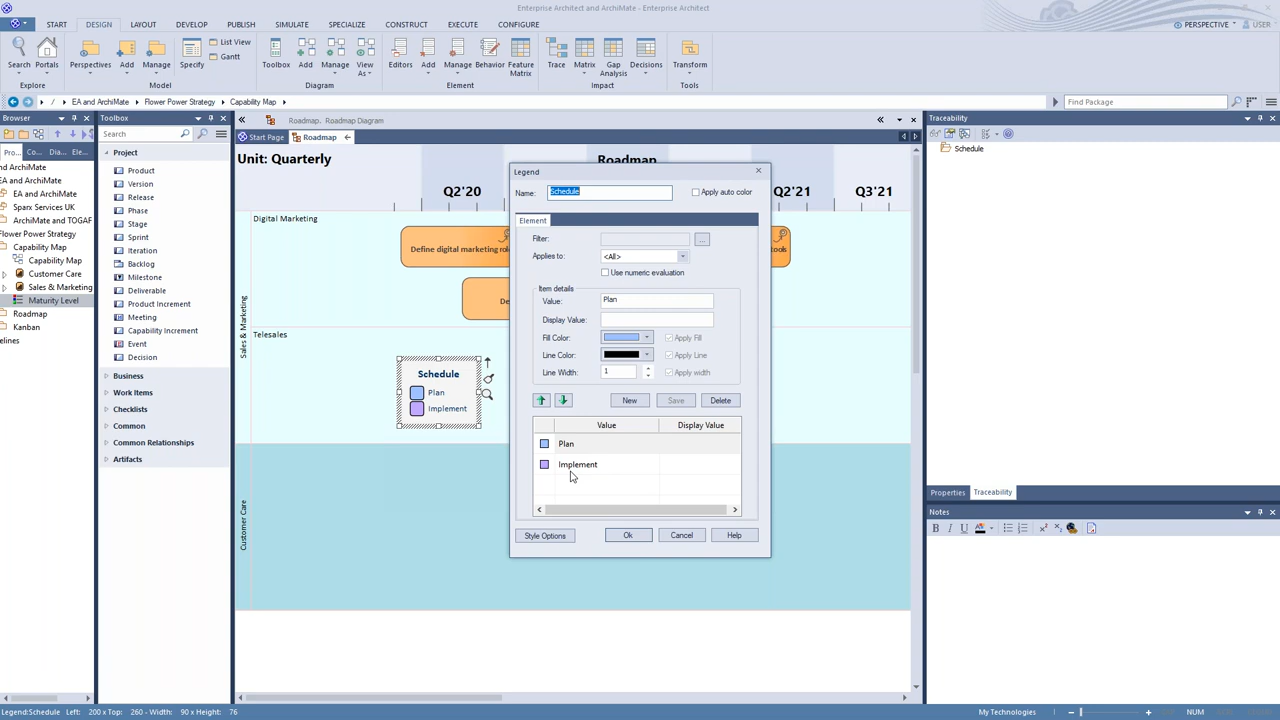 Enterprise Architect and ArchiMate - Enterprise Architect
START DESIGN LAYOUT DEVELOP PUBLISH SIMULATE SPECIALIZE CONSTRUCT EXECUTE CONFIGURE PERSPECTIVE USER
List View
Gantt
Search Portals Perspectives Add Manage Specify Toolbox Add Manage View As Editors Add Manage Behavior Feature Matrix Trace Matrix Gap Analysis Decisions Transform
Explore Model Diagram Element Impact Tools
/ EA and ArchiMate Flower Power Strategy Capability Map Find Package
Browser
Pro... Co... Dia... Ele...
nd ArchiMate
EA and ArchiMate
EA and ArchiMate
Sparx Services UK
ArchiMate and TOGAF
Flower Power Strategy
Capability Map
Capability Map
Customer Care
Sales & Marketing
Maturity Level
Roadmap
Kanban
elines
Toolbox
Search
Project
Product
Version
Release
Phase
Stage
Sprint
Iteration
Backlog
Milestone
Deliverable
Product Increment
Meeting
Capability Increment
Event
Decision
Business
Work Items
Checklists
Common
Common Relationships
Artifacts
Roadmap. Roadmap Diagram
Start Page Roadmap
Unit: Quarterly
Roadmap
Q2'20 Q2'21 Q3'21
Digital Marketing
Define digital marketing rol
tools
De
Sales & Marketing
Telesales
Schedule
Plan
Implement
Customer Care
Legend
Name: Schedule Apply auto color
Element
Filter: ...
Applies to: <All>
Use numeric evaluation
Item details
Value: Plan
Display Value:
Fill Color: Apply Fill
Line Color: Apply Line
Line Width: 1 Apply width
New Save Delete
Value Display Value
Plan
Implement
Style Options Ok Cancel Help
Traceability
Schedule
Properties Traceability
Notes
B I U A
Legend:Schedule Left: 200 x Top: 260 - Width: 90 x Height: 76 My Technologies NUM